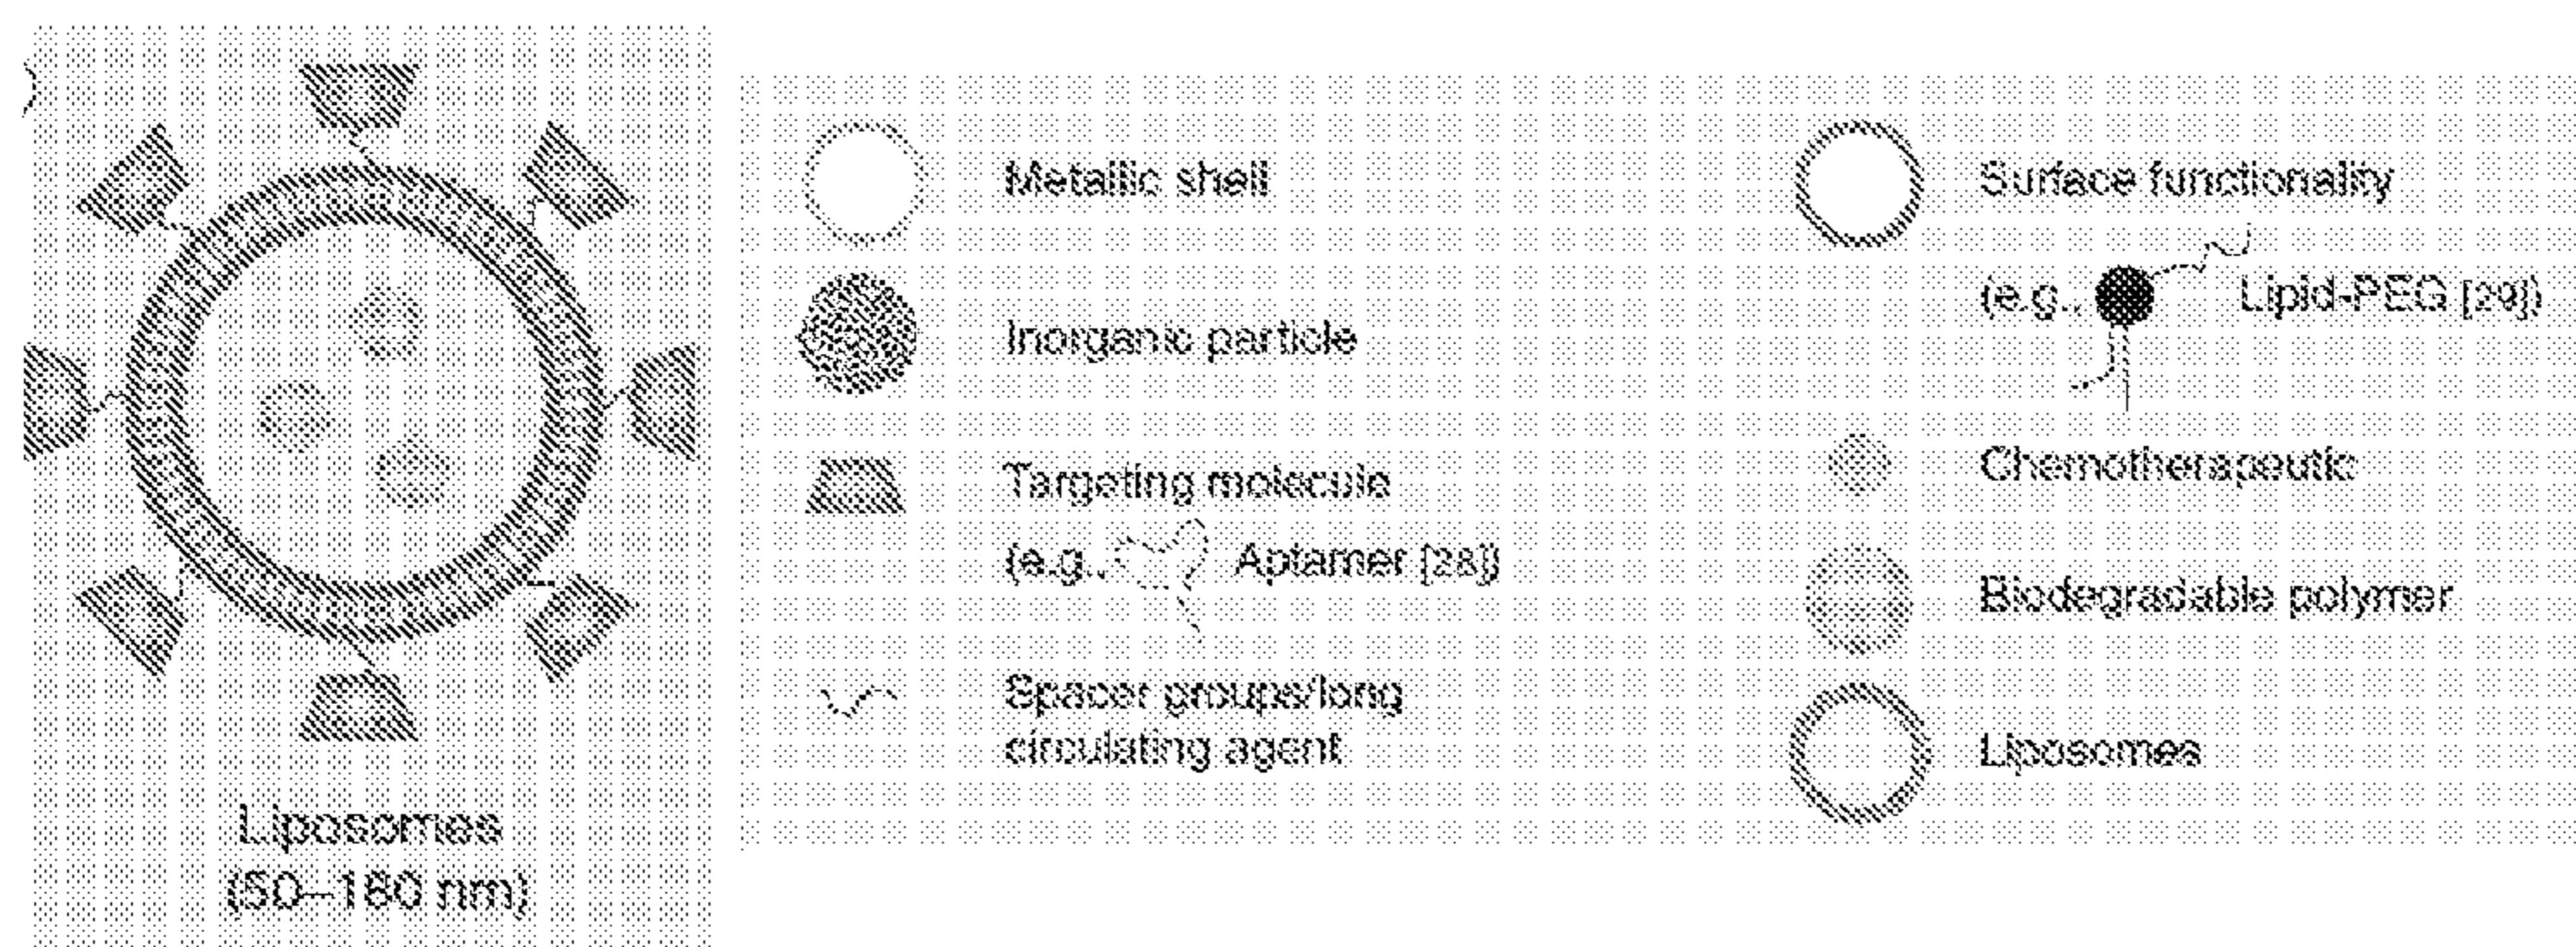 Liposomes
(50–180 nm)
Metallic shell
Inorganic particle
Targeting molecule
(e.g., Aptamer [28])
Spacer groups/long
circulating agent
Surface functionality
(e.g., Lipid-PEG [29])
Chemotherapeutic
Biodegradable polymer
Liposomes